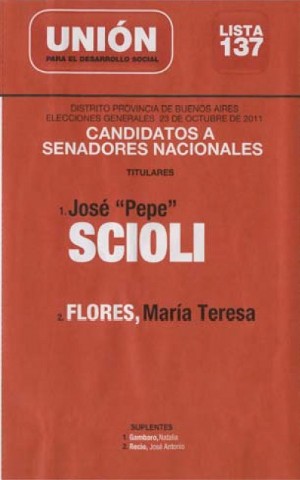 UNIÓN
PARA EL DESARROLLO SOCIAL
LISTA
137
DISTRITO PROVINCIA DE BUENOS AIRES
ELECCIONES GENERALES 23 DE OCTUBRE DE 2011
CANDIDATOS A
SENADORES NACIONALES
TITULARES
1. José "Pepe"
SCIOLI
2. FLORES, María Teresa
SUPLENTES
1. Gambaro, Natalia
2. Recio, José Antonio